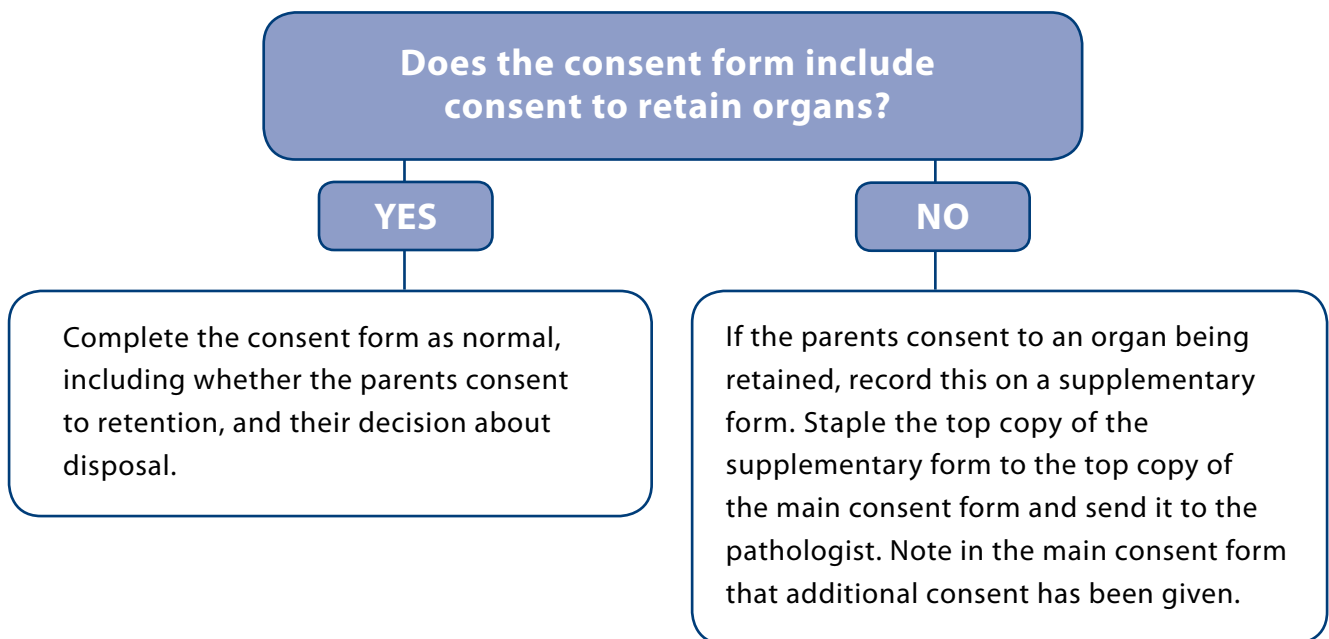 Does the consent form include
consent to retain organs?
YES
NO
Complete the consent form as normal,
including whether the parents consent
to retention, and their decision about
disposal.
If the parents consent to an organ being
retained, record this on a supplementary
form. Staple the top copy of the
supplementary form to the top copy of
the main consent form and send it to the
pathologist. Note in the main consent form
that additional consent has been given.